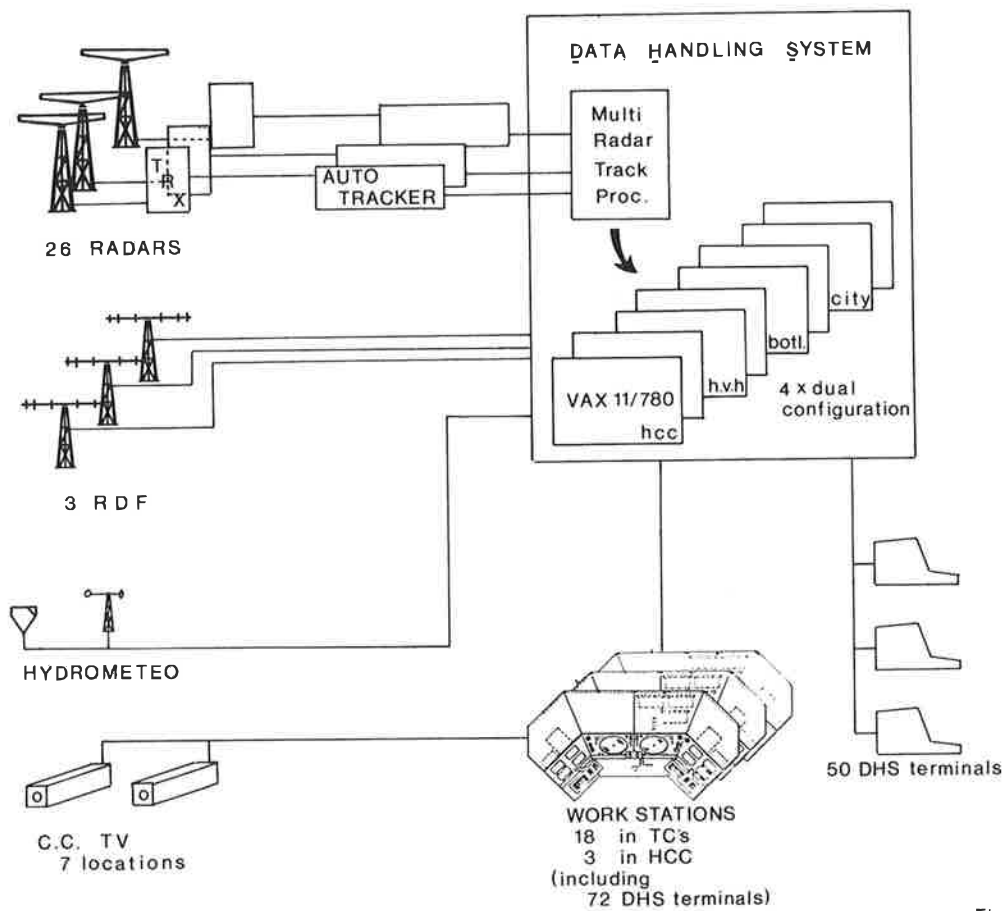 DATA HANDLING SYSTEM
Multi
Radar
Track
Proc.
TRX
AUTO
TRACKER
26 RADARS
city
botl.
h.v.h
VAX 11/780
hcc
4 x dual
configuration
3 RDF
HYDROMETEO
50 DHS terminals
C.C. TV
7 locations
WORK STATIONS
18 in TC's
3 in HCC
(including
72 DHS terminals)